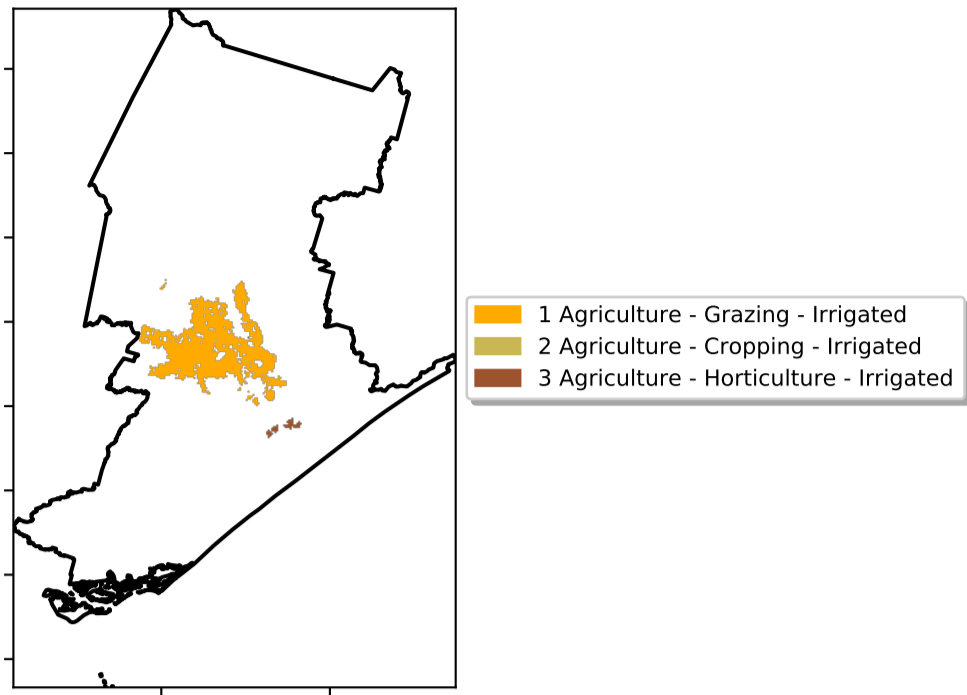 1 Agriculture - Grazing - Irrigated
2 Agriculture - Cropping - Irrigated
3 Agriculture - Horticulture - Irrigated